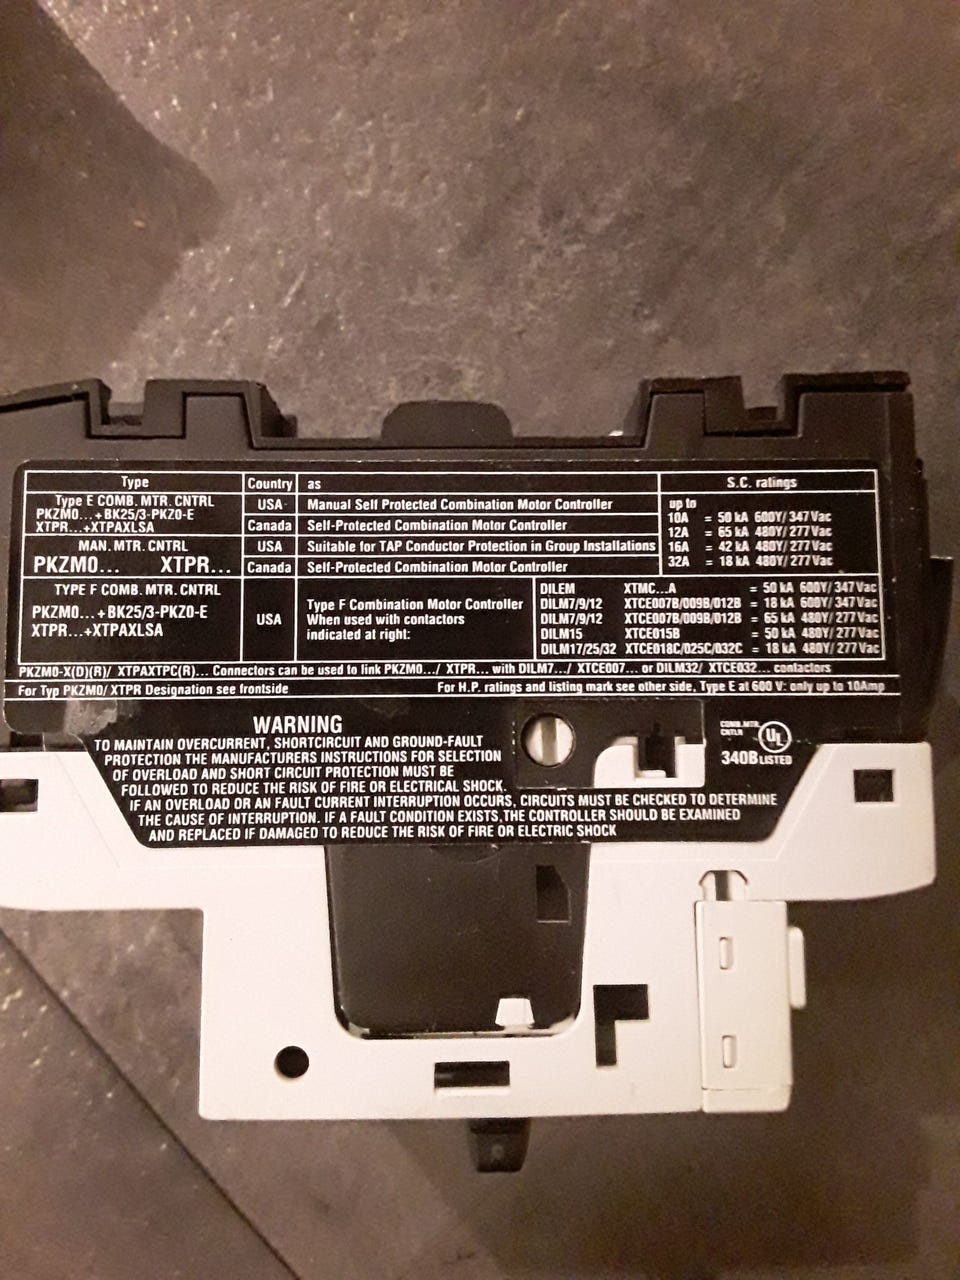 Type Country as S.C. ratings
Type E COMB. MTR. CNTRL
PKZM0...+BK25/3-PKZ0-E
XTPR...+XTPAXLSA
USA Manual Self Protected Combination Motor Controller
Canada Self-Protected Combination Motor Controller
MAN. MTR. CNTRL
PKZM0... XTPR...
USA Suitable for TAP Conductor Protection in Group Installations
Canada Self-Protected Combination Motor Controller
up to
10A = 50 kA 600Y/347Vac
12A = 65 kA 480Y/277Vac
16A = 42 kA 480Y/277Vac
32A = 18 kA 480Y/277Vac
TYPE F COMB. MTR. CNTRL
PKZM0...+BK25/3-PKZ0-E
XTPR...+XTPAXLSA
USA
Type F Combination Motor Controller
When used with contactors
indicated at right:
DILEM XTMC...A = 50 kA 600Y/347Vac
DILM7/9/12 XTCE007B/009B/012B = 18 kA 600Y/347Vac
DILM7/9/12 XTCE007B/009B/012B = 65 kA 480Y/277Vac
DILM15 XTCE015B = 50 kA 480Y/277Vac
DILM17/25/32 XTCE018C/025C/032C = 18 kA 480Y/277Vac
PKZM0-X(D)(R)/ XTPAXTPC(R)... Connectors can be used to link PKZM0.../ XTPR... with DILM7.../ XTCE007... or DILM32/ XTCE032... contactors
For Typ PKZM0/ XTPR Designation see frontside For H.P. ratings and listing mark see other side, Type E at 600 V: only up to 10Amp
WARNING
TO MAINTAIN OVERCURRENT, SHORTCIRCUIT AND GROUND-FAULT
PROTECTION THE MANUFACTURERS INSTRUCTIONS FOR SELECTION
OF OVERLOAD AND SHORT CIRCUIT PROTECTION MUST BE
FOLLOWED TO REDUCE THE RISK OF FIRE OR ELECTRICAL SHOCK.
IF AN OVERLOAD OR AN FAULT CURRENT INTERRUPTION OCCURS, CIRCUITS MUST BE CHECKED TO DETERMINE
THE CAUSE OF INTERRUPTION. IF A FAULT CONDITION EXISTS, THE CONTROLLER SHOULD BE EXAMINED
AND REPLACED IF DAMAGED TO REDUCE THE RISK OF FIRE OR ELECTRIC SHOCK
COMB. MTR.
CNTLR
UL
340B LISTED